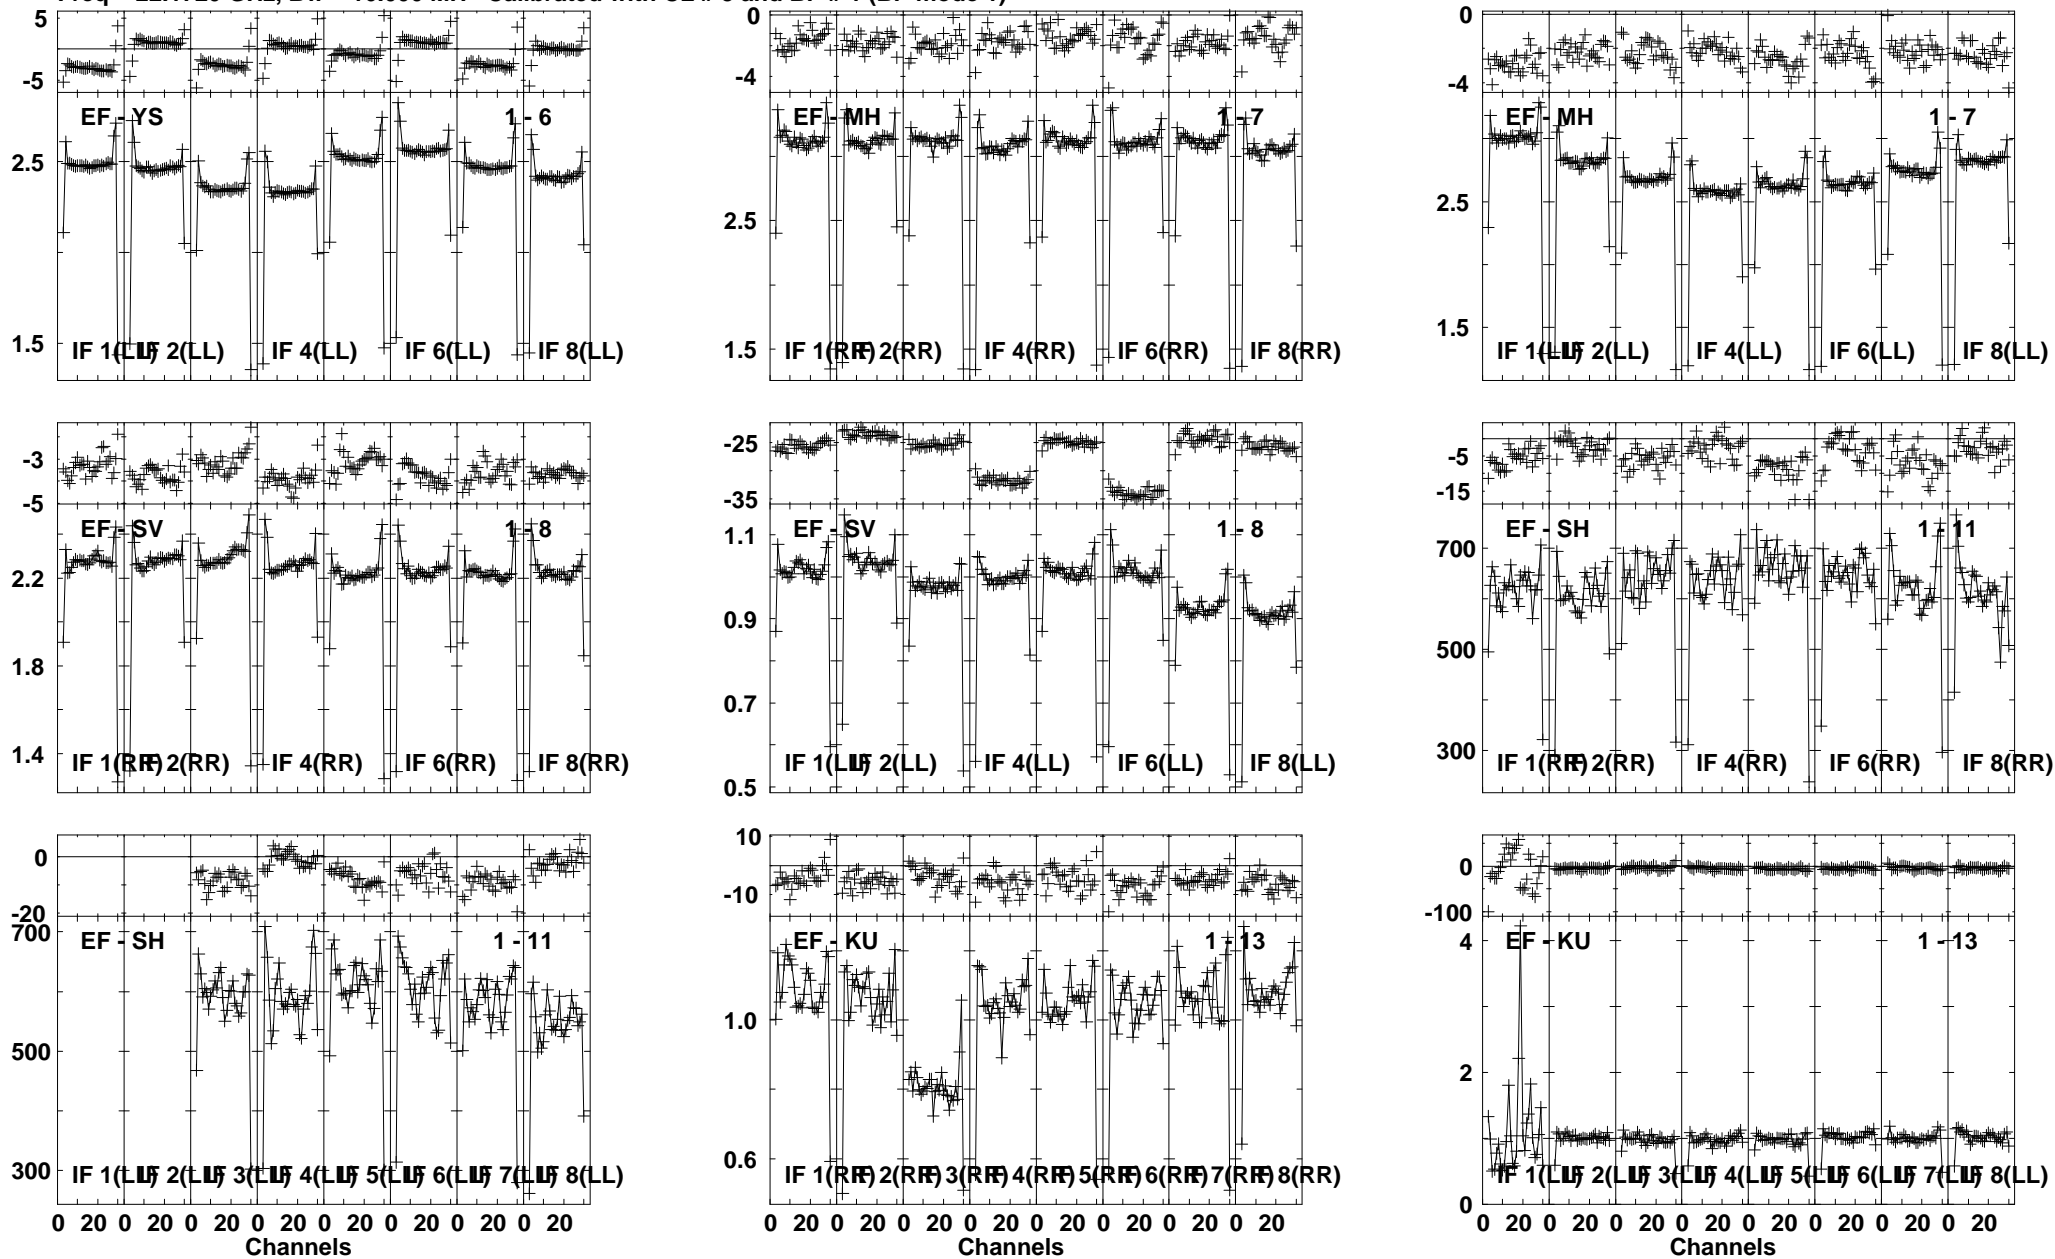 5
-5
EF - YS
1 - 6
2.5
1.5
IF 1(LL) IF 2(LL) IF 4(LL) IF 6(LL) IF 8(LL)
0
-4
EF - MH
1 - 7
2.5
1.5
IF 1(RR) IF 2(RR) IF 4(RR) IF 6(RR) IF 8(RR)
0
-4
EF - MH
1 - 7
2.5
1.5
IF 1(LL) IF 2(LL) IF 4(LL) IF 6(LL) IF 8(LL)
-3
-5
EF - SV
1 - 8
2.2
1.8
1.4
IF 1(RR) IF 2(RR) IF 4(RR) IF 6(RR) IF 8(RR)
-25
-35
EF - SV
1 - 8
1.1
0.9
0.7
0.5
IF 1(LL) IF 2(LL) IF 4(LL) IF 6(LL) IF 8(LL)
-5
-15
EF - SH
1 - 11
700
500
300
IF 1(RR) IF 2(RR) IF 4(RR) IF 6(RR) IF 8(RR)
0
-20
700
EF - SH
1 - 11
500
300
IF 1(LL) IF 2(LL) IF 3(LL) IF 4(LL) IF 5(LL) IF 6(LL) IF 7(LL) IF 8(LL)
0 20 0 20 0 20 0 20 0 20 0 20 0 20 0 20
Channels
10
-10
EF - KU
1 - 13
1.0
0.6
IF 1(RR) IF 2(RR) IF 3(RR) IF 4(RR) IF 5(RR) IF 6(RR) IF 7(RR) IF 8(RR)
0 20 0 20 0 20 0 20 0 20 0 20 0 20 0 20
Channels
0
-100
4
EF - KU
1 - 13
2
0
IF 1(LL) IF 2(LL) IF 3(LL) IF 4(LL) IF 5(LL) IF 6(LL) IF 7(LL) IF 8(LL)
0 20 0 20 0 20 0 20 0 20 0 20 0 20 0 20
Channels